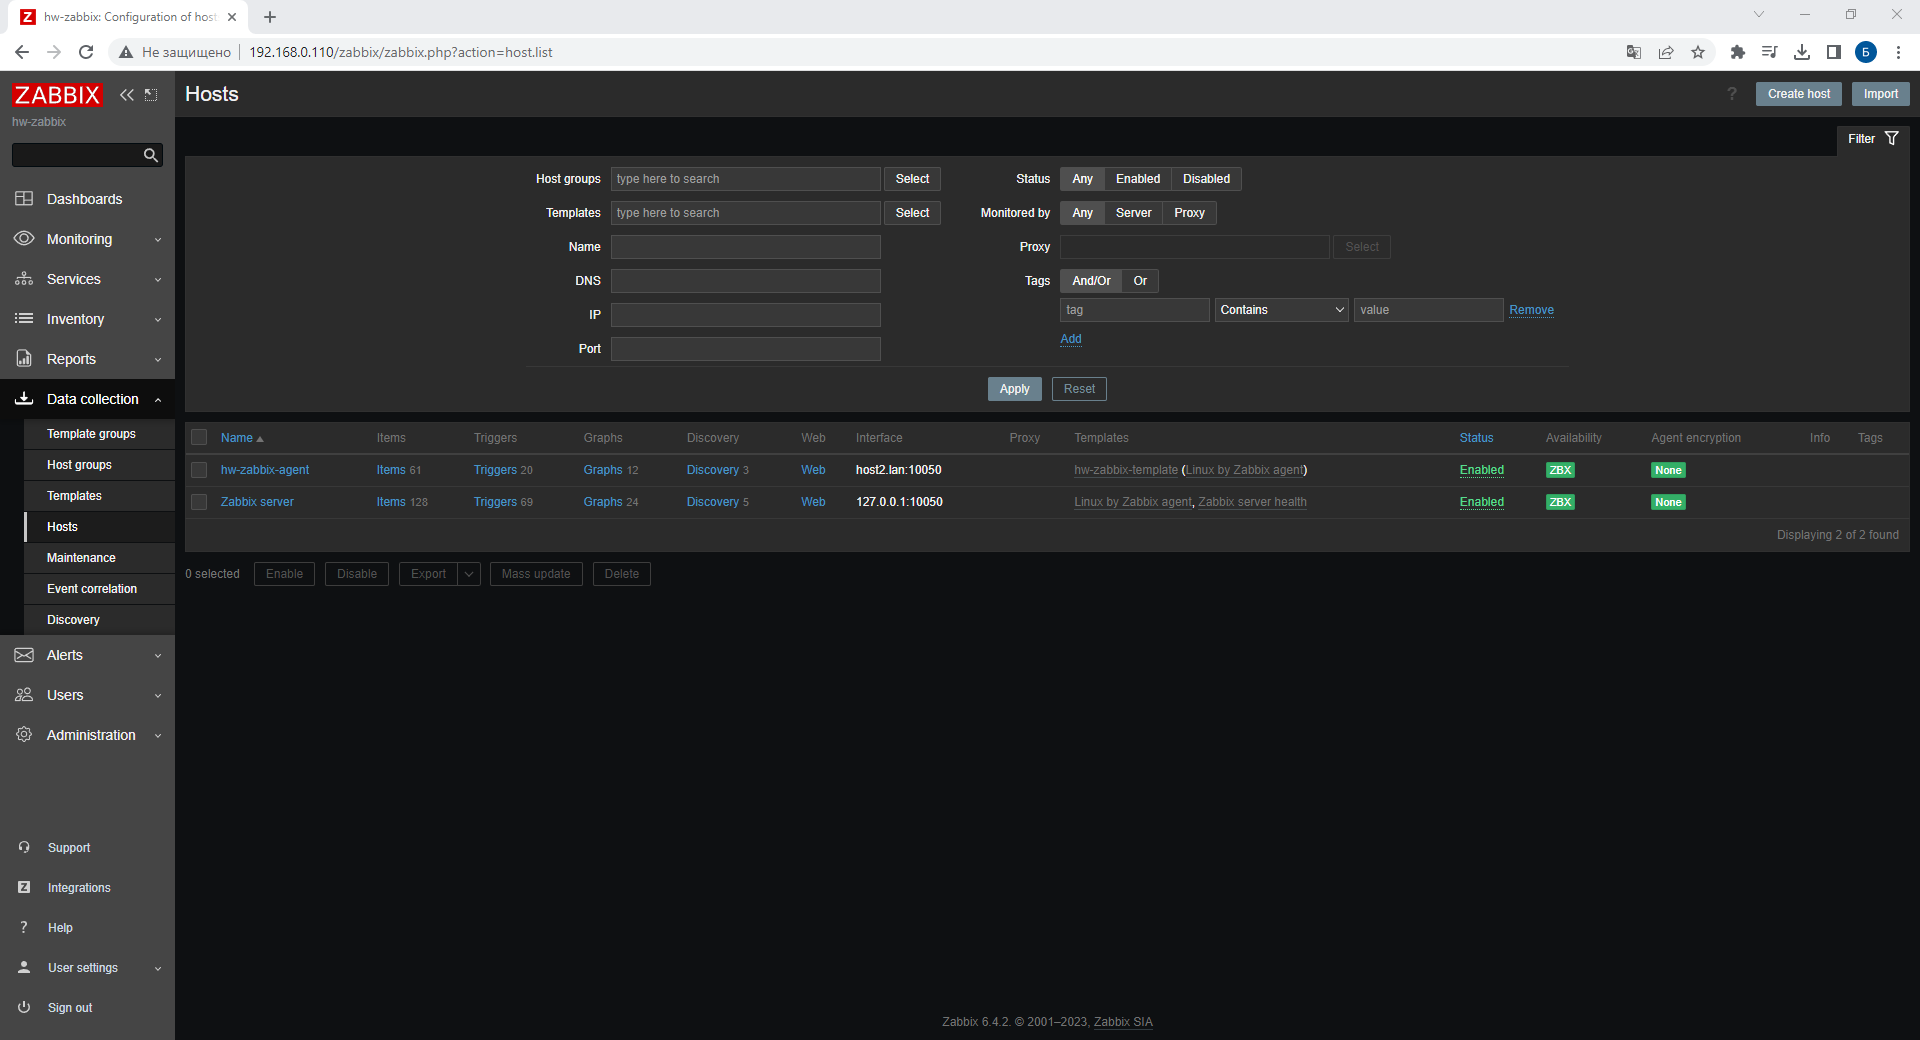 hw-zabbix: Configuration of host
Не защищено 192.168.0.110/zabbix/zabbix.php?action=host.list
Б
ZABBIX
hw-zabbix
Dashboards
Monitoring
Services
Inventory
Reports
Data collection
Template groups
Host groups
Templates
Hosts
Maintenance
Event correlation
Discovery
Alerts
Users
Administration
Support
Integrations
Help
User settings
Sign out
Hosts
? Create host Import
Filter
Host groups type here to search Select
Templates type here to search Select
Name
DNS
IP
Port
Status Any Enabled Disabled
Monitored by Any Server Proxy
Proxy Select
Tags And/Or Or
tag Contains value Remove
Add
Apply Reset
Name Items Triggers Graphs Discovery Web Interface Proxy Templates Status Availability Agent encryption Info Tags
hw-zabbix-agent Items 61 Triggers 20 Graphs 12 Discovery 3 Web host2.lan:10050 hw-zabbix-template (Linux by Zabbix agent) Enabled ZBX None
Zabbix server Items 128 Triggers 69 Graphs 24 Discovery 5 Web 127.0.0.1:10050 Linux by Zabbix agent, Zabbix server health Enabled ZBX None
Displaying 2 of 2 found
0 selected Enable Disable Export Mass update Delete
Zabbix 6.4.2. © 2001–2023, Zabbix SIA